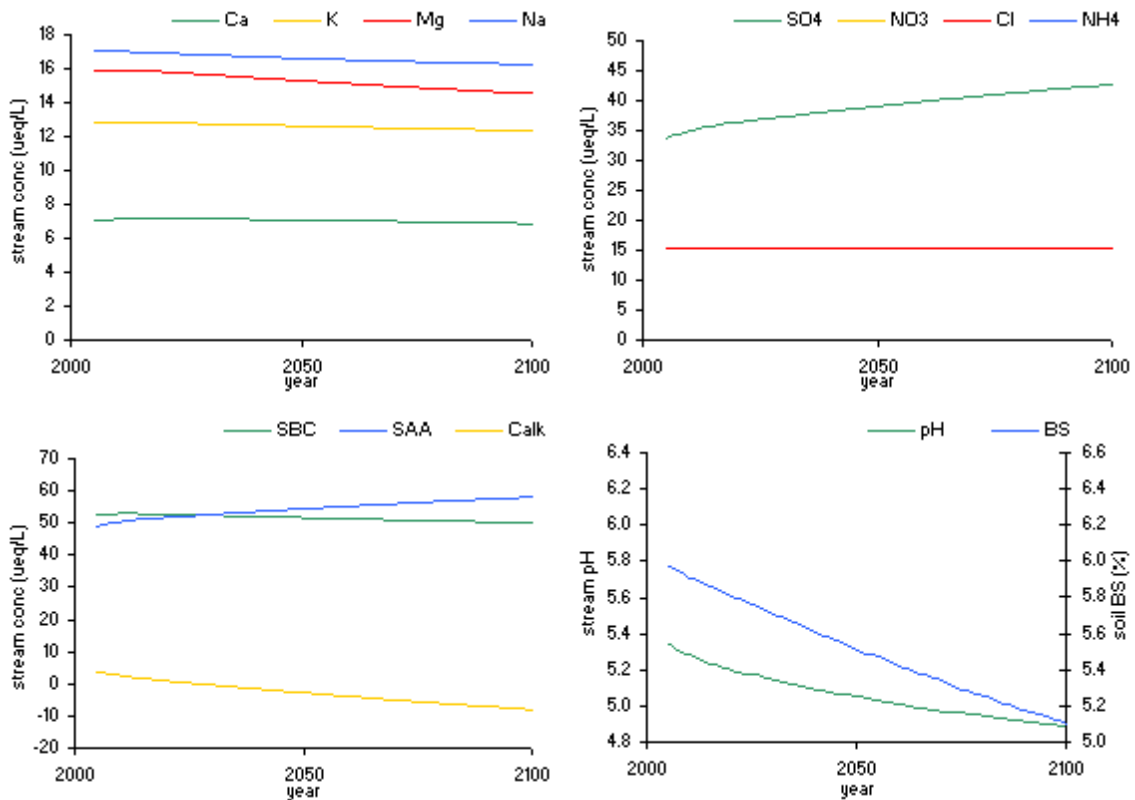 Ca K Mg Na
18
16
14
12
10
8
6
4
2
0
stream conc (ueq/L)
2000 2050 2100
year
SO4 NO3 Cl NH4
50
45
40
35
30
25
20
15
10
5
0
stream conc (ueq/L)
2000 2050 2100
year
SBC SAA Calk
70
60
50
40
30
20
10
0
-10
-20
stream conc (ueq/L)
2000 2050 2100
year
pH BS
6.4
6.2
6.0
5.8
5.6
5.4
5.2
5.0
4.8
stream pH
6.6
6.4
6.2
6.0
5.8
5.6
5.4
5.2
5.0
soil BS (%)
2000 2050 2100
year